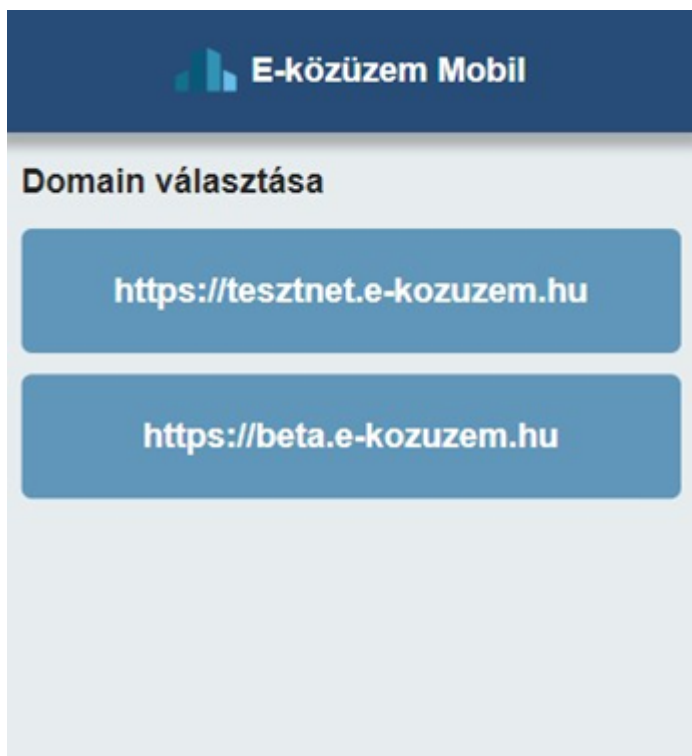 E-közüzem Mobil
Domain választása
https://tesztnet.e-kozuzem.hu
https://beta.e-kozuzem.hu